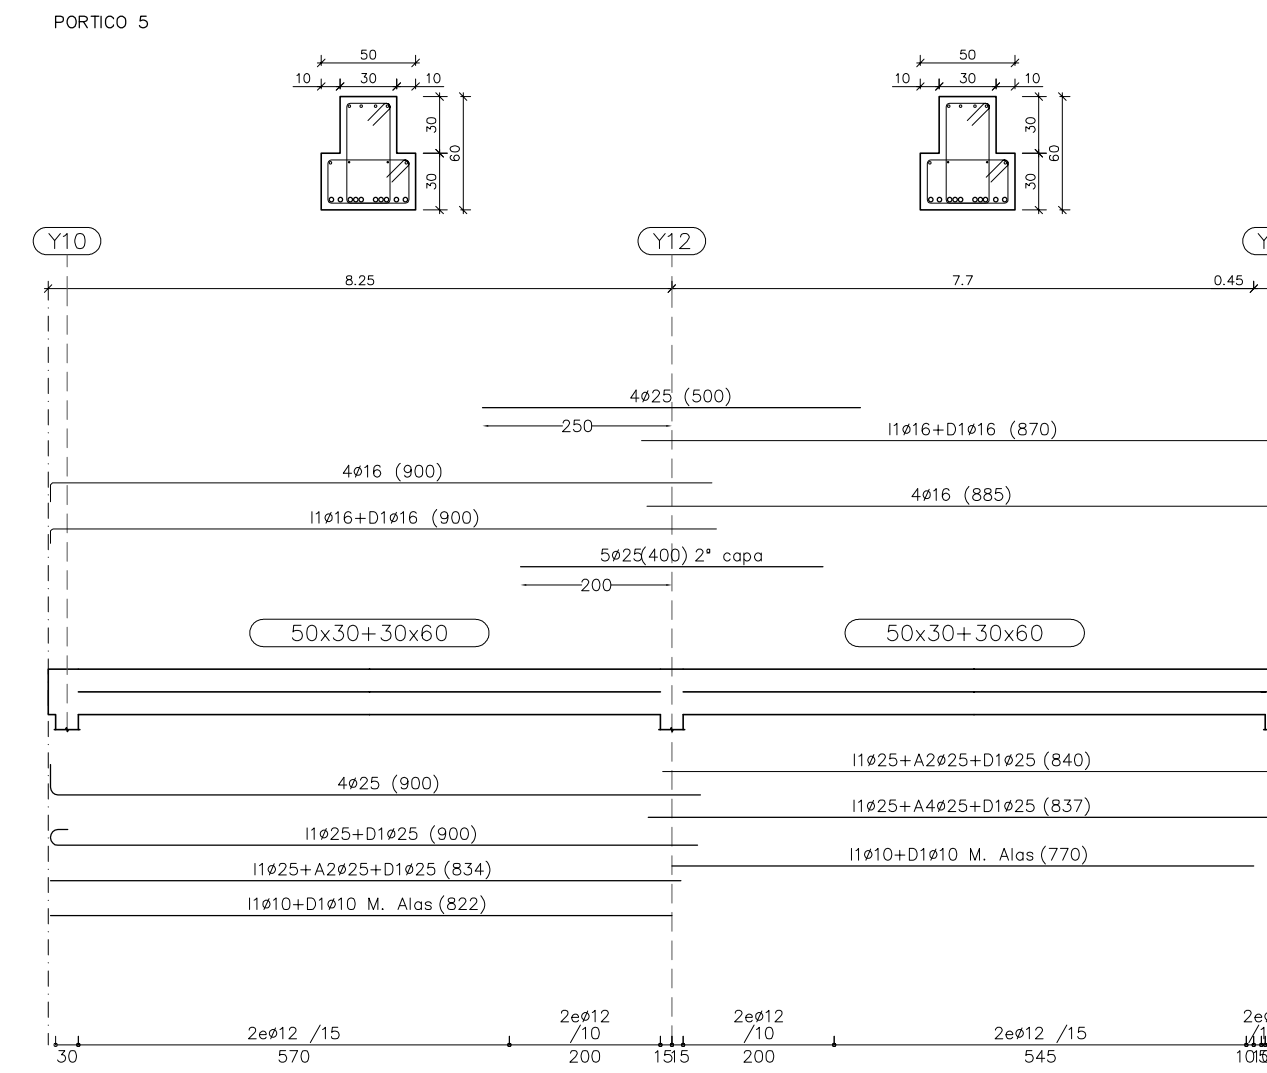 PORTICO 5
50 50
10 30 10 10 30 10
30 30
60 60
30 30
Y10 Y12 Y
8.25 7.7 0.45
4ø25 (500)
250
I1ø16+D1ø16 (870)
4ø16 (900)
4ø16 (885)
I1ø16+D1ø16 (900)
5ø25(400) 2ª capa
200
50x30+30x60 50x30+30x60
I1ø25+A2ø25+D1ø25 (840)
4ø25 (900)
I1ø25+A4ø25+D1ø25 (837)
I1ø25+D1ø25 (900)
I1ø10+D1ø10 M. Alas (770)
I1ø25+A2ø25+D1ø25 (834)
I1ø10+D1ø10 M. Alas (822)
2eø12 2eø12
2eø12 /15 /10 /10 2eø12 /15
30 570 200 15 15 200 545